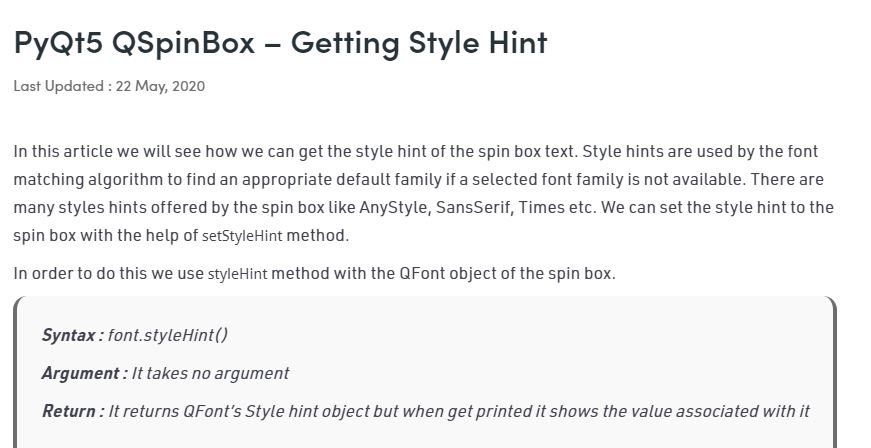 PyQt5 QSpinBox – Getting Style Hint
Last Updated : 22 May, 2020
In this article we will see how we can get the style hint of the spin box text. Style hints are used by the font
matching algorithm to find an appropriate default family if a selected font family is not available. There are
many styles hints offered by the spin box like AnyStyle, SansSerif, Times etc. We can set the style hint to the
spin box with the help of setStyleHint method.
In order to do this we use styleHint method with the QFont object of the spin box.
Syntax : font.styleHint()
Argument : It takes no argument
Return : It returns QFont's Style hint object but when get printed it shows the value associated with it